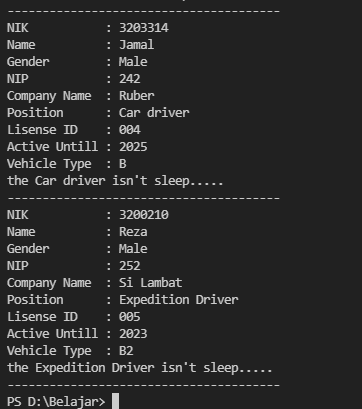 ---------------------------------------
NIK           : 3203314
Name          : Jamal
Gender        : Male
NIP           : 242
Company Name  : Ruber
Position      : Car driver
Lisense ID    : 004
Active Untill : 2025
Vehicle Type  : B
the Car driver isn't sleep.....
---------------------------------------
NIK           : 3200210
Name          : Reza
Gender        : Male
NIP           : 252
Company Name  : Si Lambat
Position      : Expedition Driver
Lisense ID    : 005
Active Untill : 2023
Vehicle Type  : B2
the Expedition Driver isn't sleep.....
---------------------------------------
PS D:\Belajar>